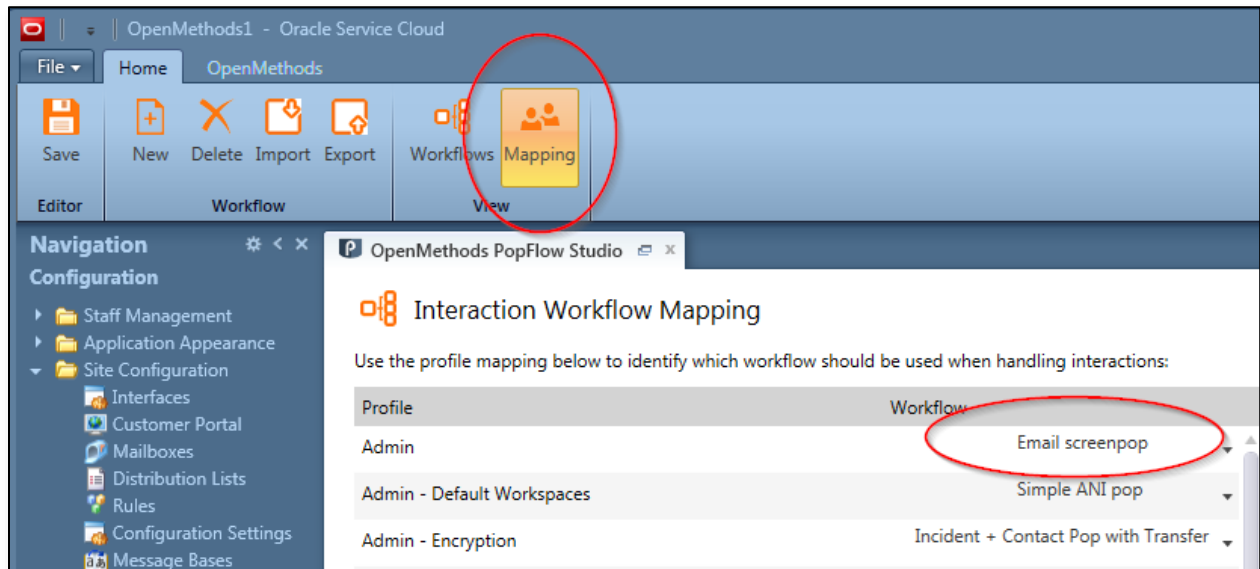 OpenMethods1 - Oracle Service Cloud
File Home OpenMethods
Save New Delete Import Export Workflows Mapping
Editor Workflow View
Navigation
Configuration
Staff Management
Application Appearance
Site Configuration
Interfaces
Customer Portal
Mailboxes
Distribution Lists
Rules
Configuration Settings
Message Bases
OpenMethods PopFlow Studio
Interaction Workflow Mapping
Use the profile mapping below to identify which workflow should be used when handling interactions:
Profile Workflow
Admin Email screenpop
Admin - Default Workspaces Simple ANI pop
Admin - Encryption Incident + Contact Pop with Transfer